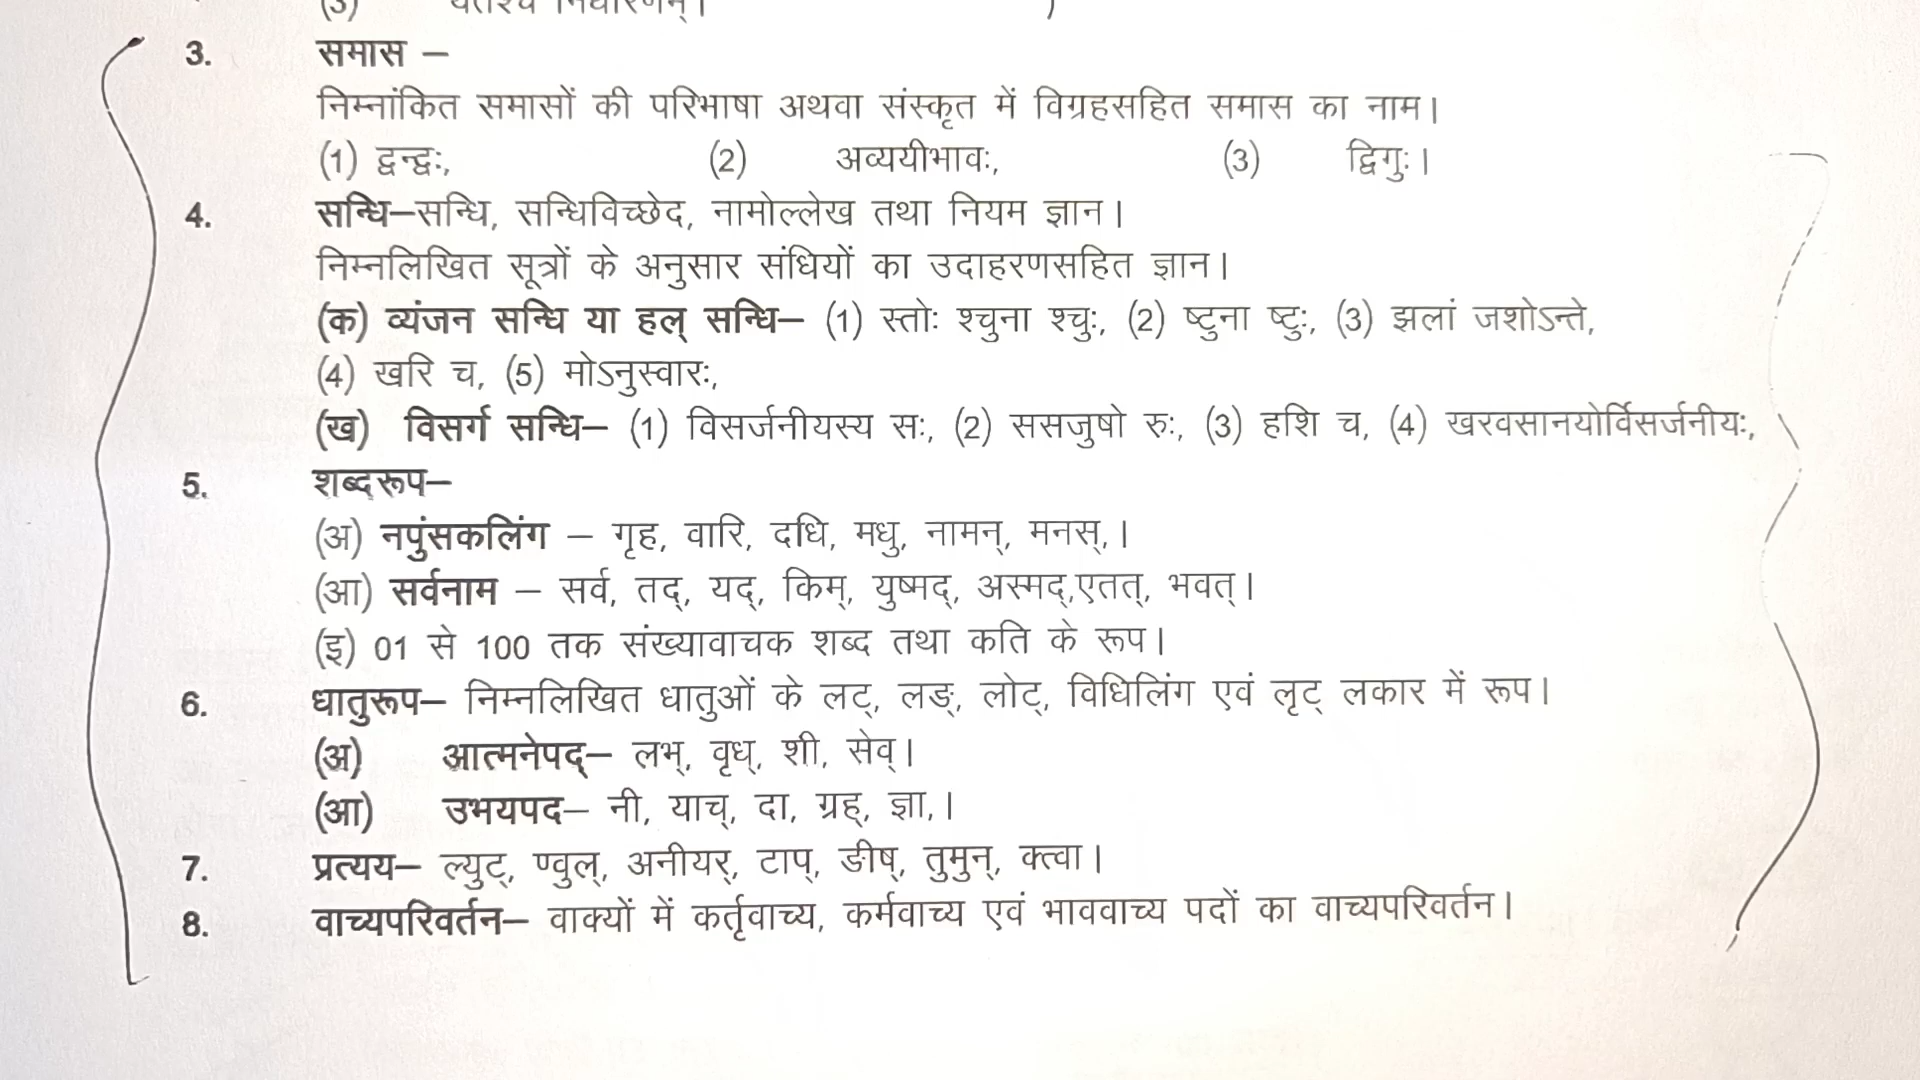 (3) यतश्च निर्धारणम्। )
3. समास –
निम्नांकित समासों की परिभाषा अथवा संस्कृत में विग्रहसहित समास का नाम।
(1) द्वन्द्वः, (2) अव्ययीभावः, (3) द्विगुः।
4. सन्धि–सन्धि, सन्धिविच्छेद, नामोल्लेख तथा नियम ज्ञान।
निम्नलिखित सूत्रों के अनुसार संधियों का उदाहरणसहित ज्ञान।
(क) व्यंजन सन्धि या हल् सन्धि– (1) स्तोः श्चुना श्चुः, (2) ष्टुना ष्टुः, (3) झलां जशोऽन्ते,
(4) खरि च, (5) मोऽनुस्वारः,
(ख) विसर्ग सन्धि– (1) विसर्जनीयस्य सः, (2) ससजुषो रुः, (3) हशि च, (4) खरवसानयोर्विसर्जनीयः,
5. शब्दरूप–
(अ) नपुंसकलिंग – गृह, वारि, दधि, मधु, नामन्, मनस्,।
(आ) सर्वनाम – सर्व, तद्, यद्, किम्, युष्मद्, अस्मद्,एतत्, भवत्।
(इ) 01 से 100 तक संख्यावाचक शब्द तथा कति के रूप।
6. धातुरूप– निम्नलिखित धातुओं के लट्, लङ्, लोट्, विधिलिंग एवं लृट् लकार में रूप।
(अ) आत्मनेपद्– लभ्, वृध्, शी, सेव्।
(आ) उभयपद– नी, याच्, दा, ग्रह्, ज्ञा,।
7. प्रत्यय– ल्युट्, ण्वुल्, अनीयर्, टाप्, ङीष्, तुमुन्, क्त्वा।
8. वाच्यपरिवर्तन– वाक्यों में कर्तृवाच्य, कर्मवाच्य एवं भाववाच्य पदों का वाच्यपरिवर्तन।